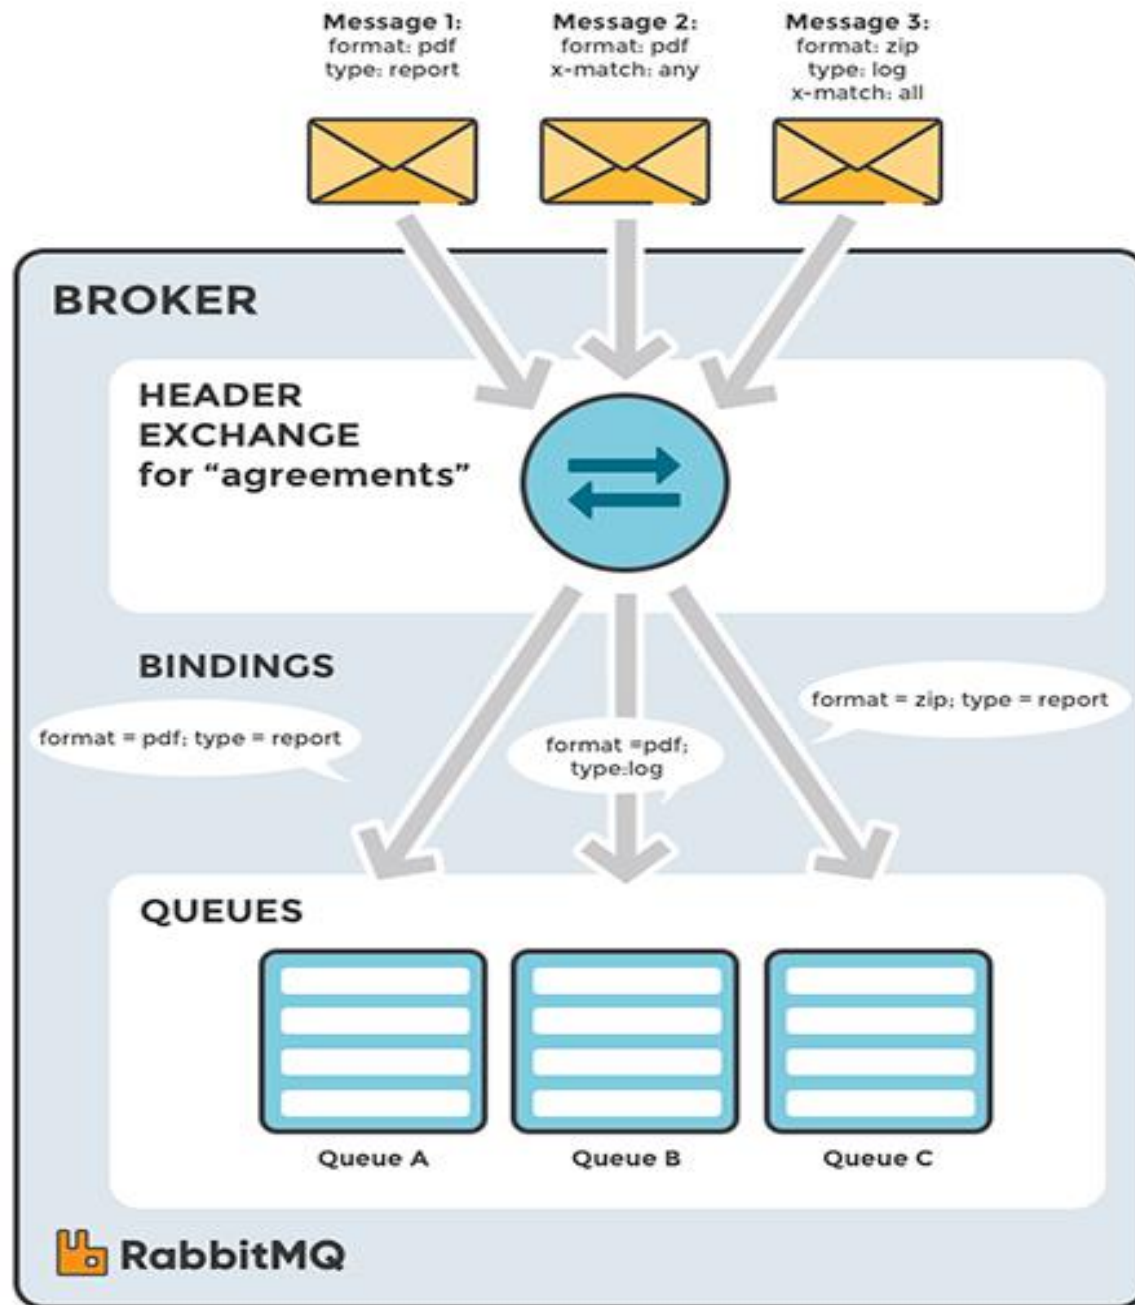 Message 1:
format: pdf
type: report
Message 2:
format: pdf
x-match: any
Message 3:
format: zip
type: log
x-match: all
BROKER
HEADER
EXCHANGE
for “agreements”
BINDINGS
format = pdf; type = report
format =pdf;
type:log
format = zip; type = report
QUEUES
Queue A
Queue B
Queue C
RabbitMQ